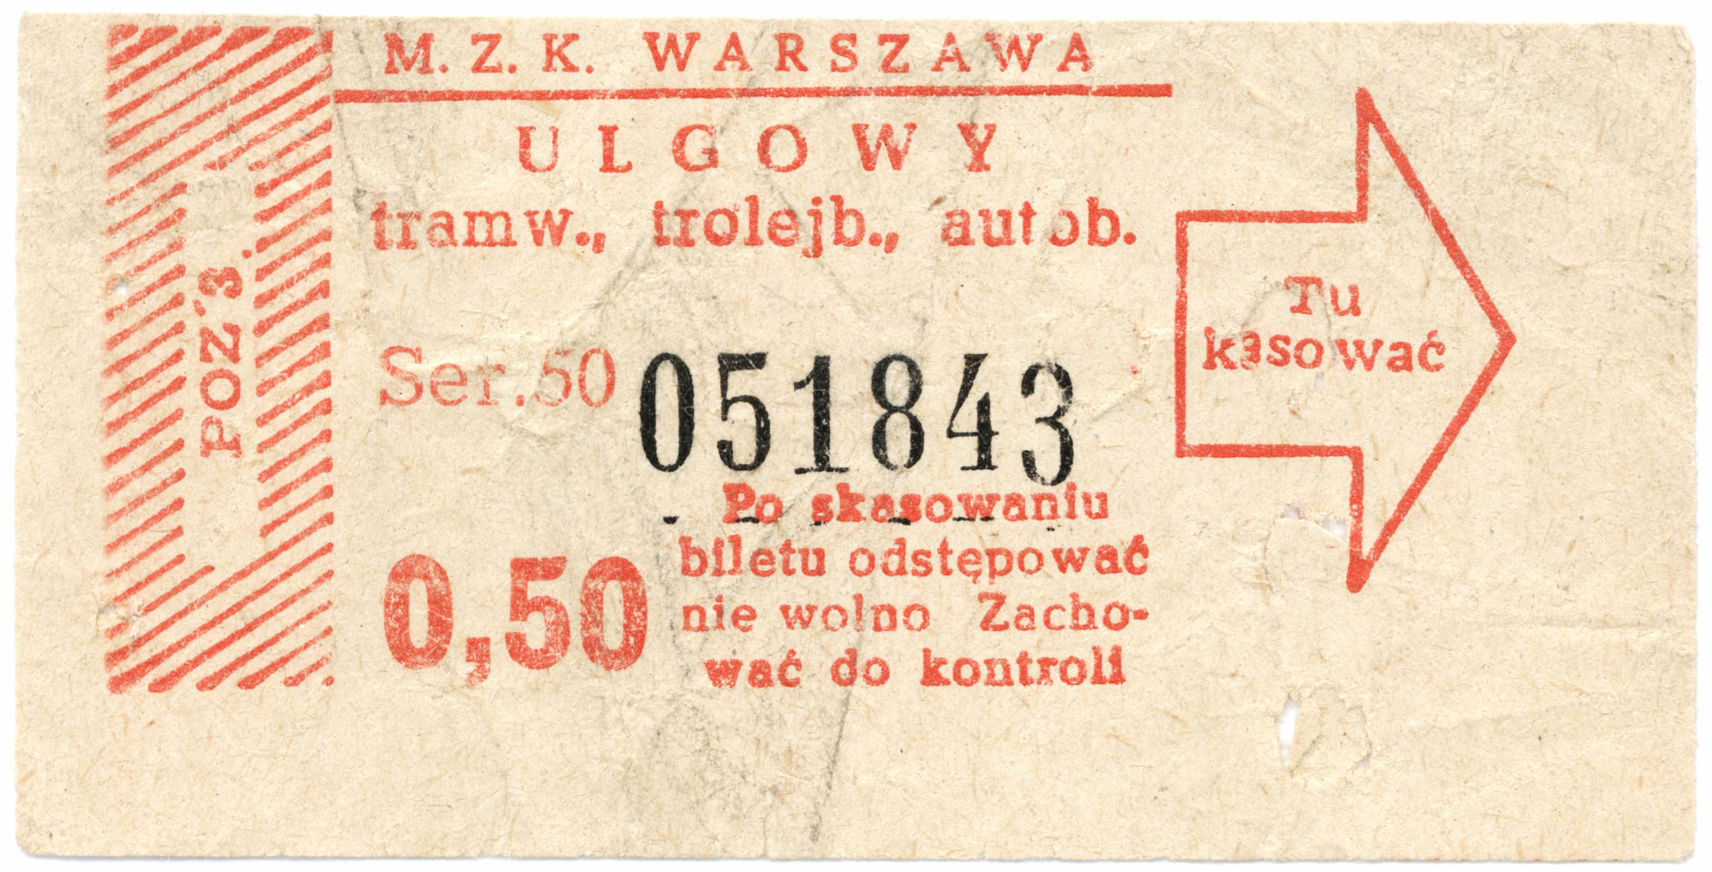 M. Z. K. WARSZAWA
ULGOWY
tramw., trolejb., autob.
Ser.50 051843
0,50
Po skasowaniu
biletu odstępować
nie wolno Zacho-
wać do kontroli
Tu
kasować
POZ'3.